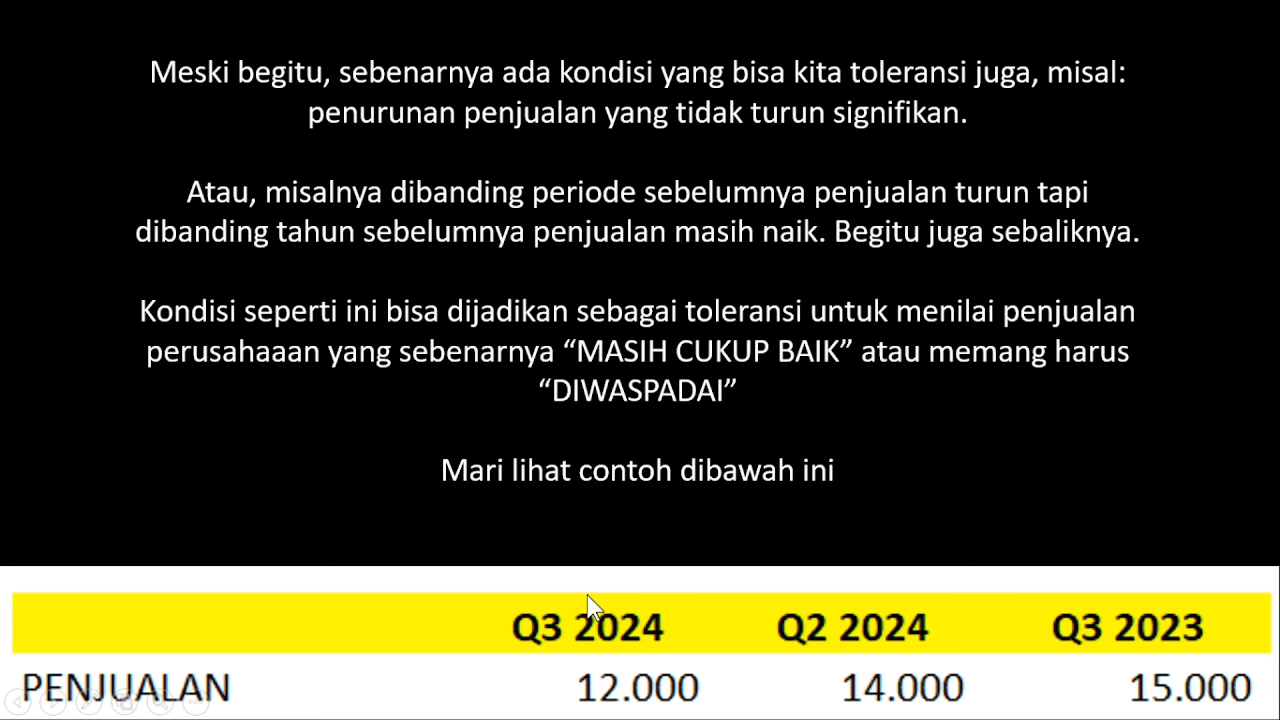 Meski begitu, sebenarnya ada kondisi yang bisa kita toleransi juga, misal:
penurunan penjualan yang tidak turun signifikan.
Atau, misalnya dibanding periode sebelumnya penjualan turun tapi
dibanding tahun sebelumnya penjualan masih naik. Begitu juga sebaliknya.
Kondisi seperti ini bisa dijadikan sebagai toleransi untuk menilai penjualan
perusahaaan yang sebenarnya “MASIH CUKUP BAIK” atau memang harus
“DIWASPADAI”
Mari lihat contoh dibawah ini
Q3 2024 Q2 2024 Q3 2023
PENJUALAN 12.000 14.000 15.000